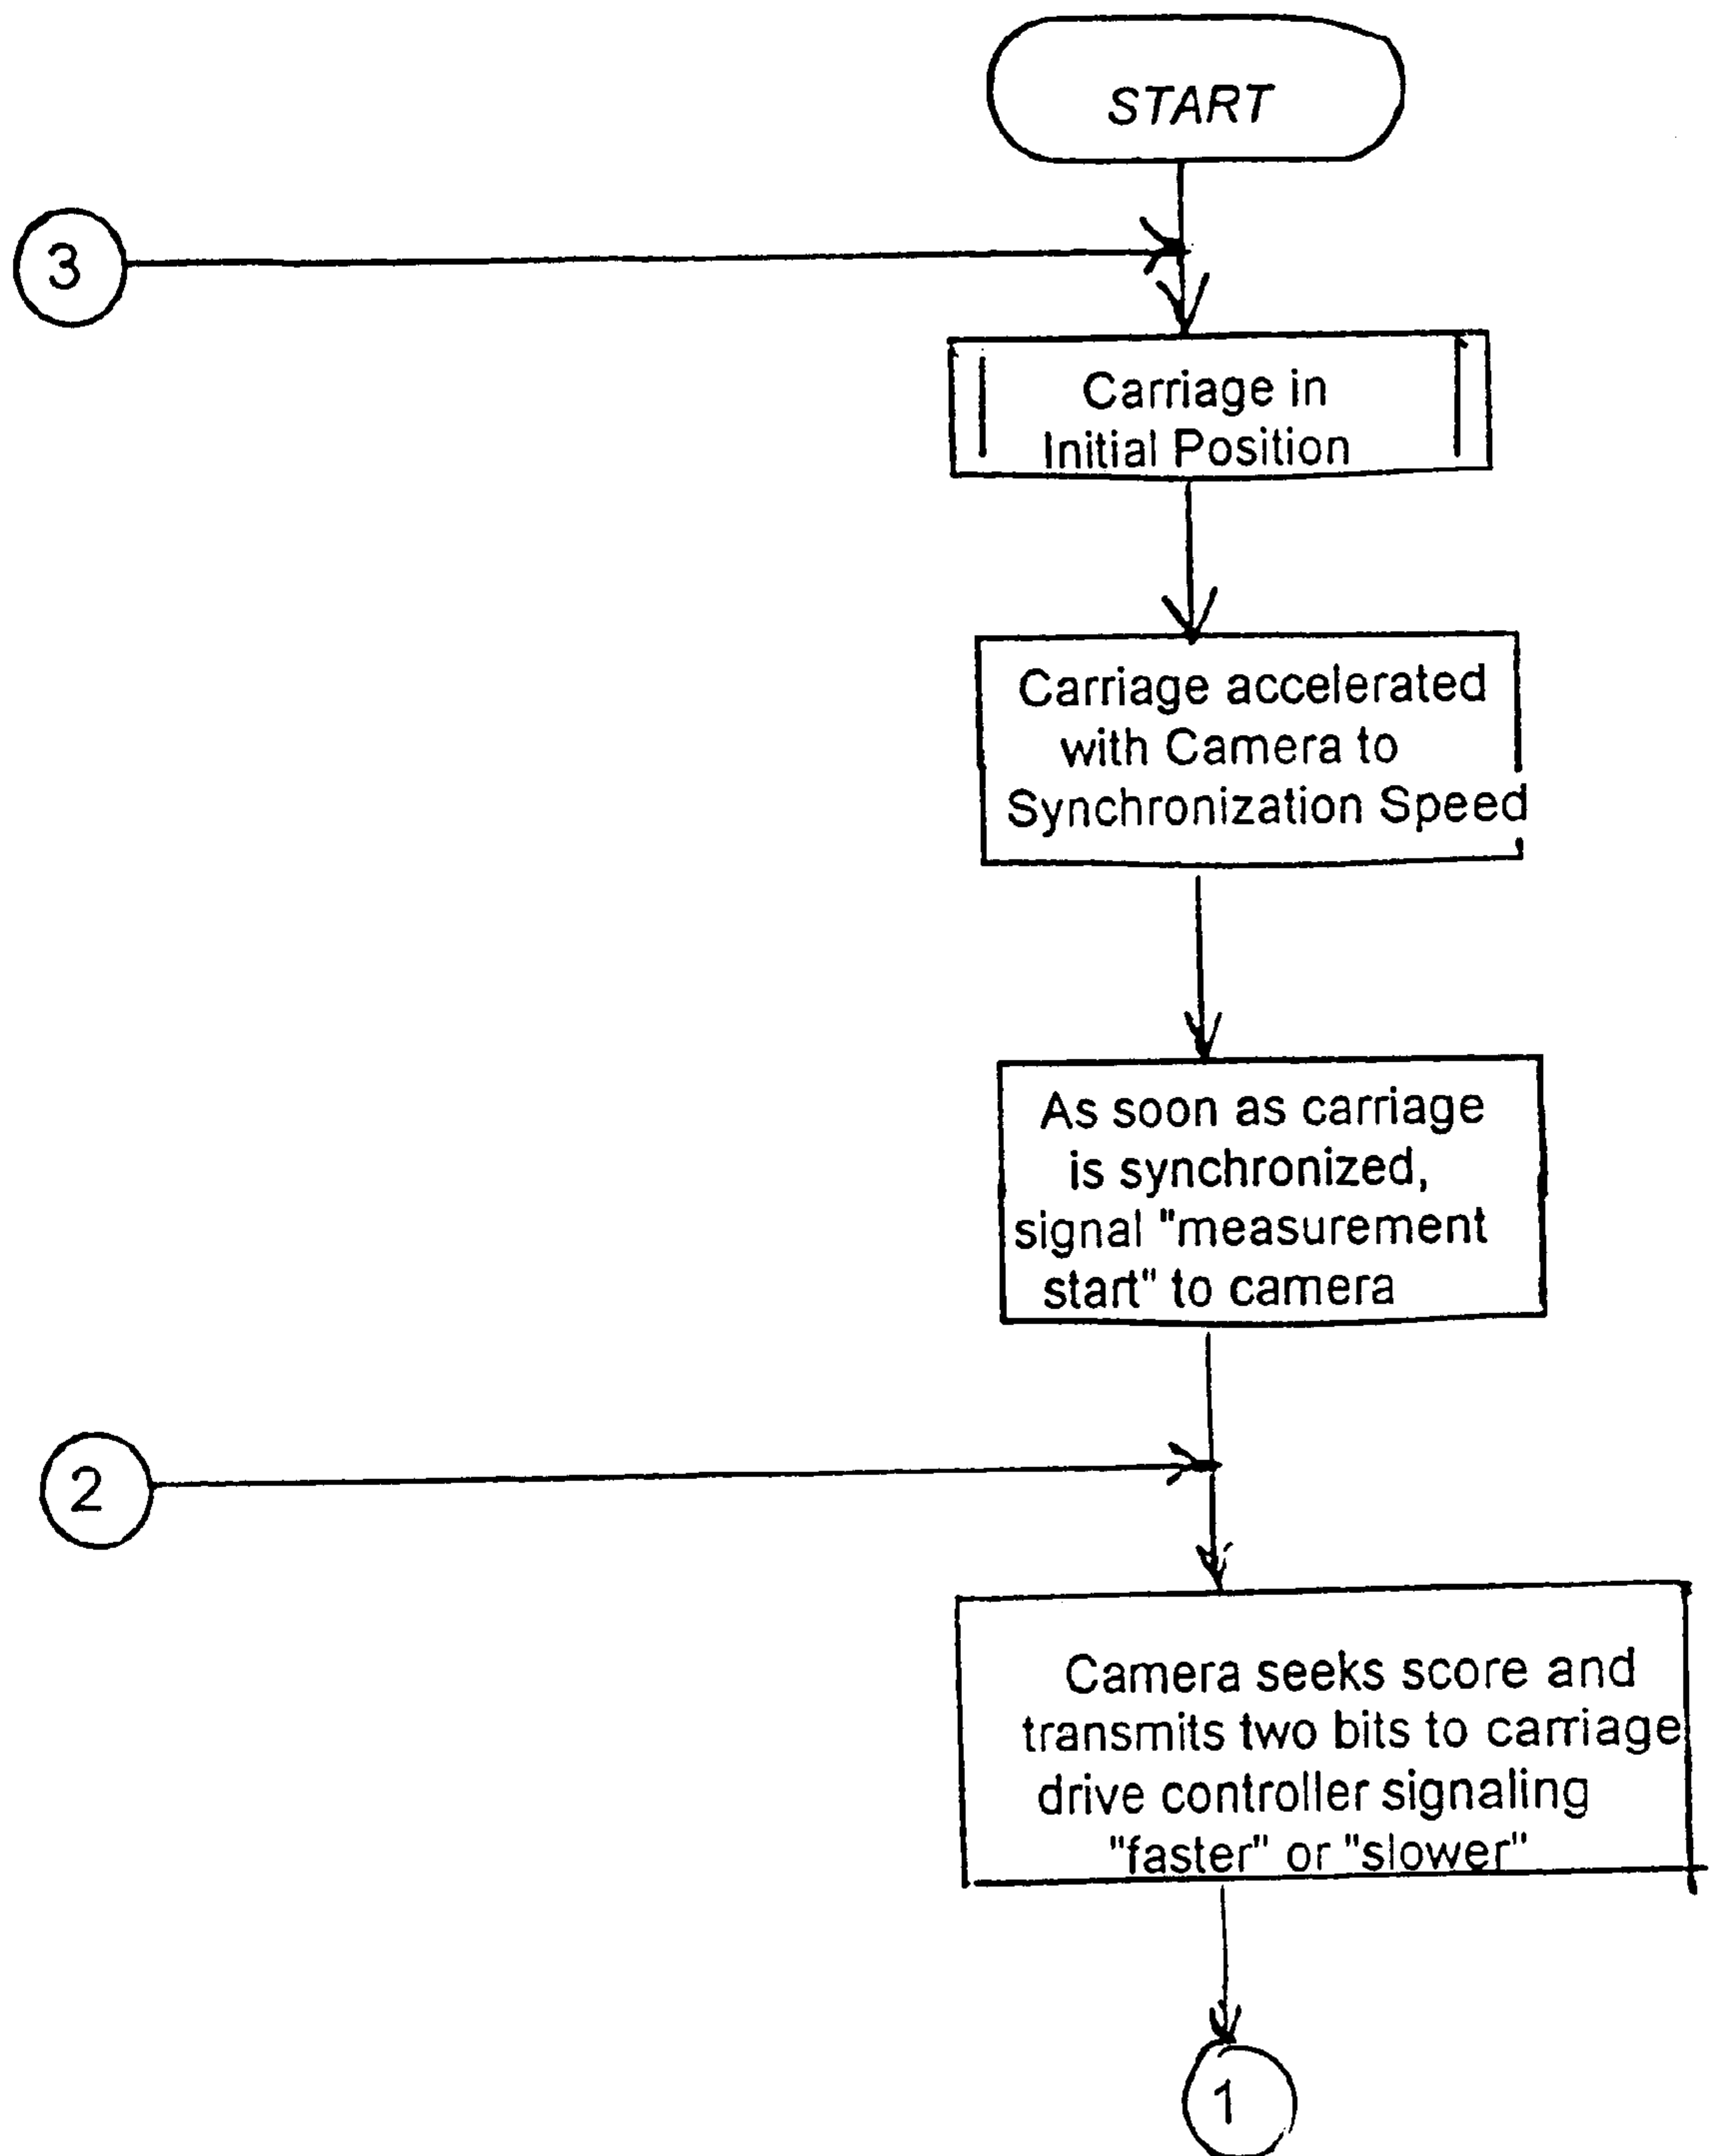 START
3
Carriage in
Initial Position
Carriage accelerated
with Camera to
Synchronization Speed
As soon as carriage
is synchronized,
signal "measurement
start" to camera
2
Camera seeks score and
transmits two bits to carriage
drive controller signaling
"faster" or "slower"
1